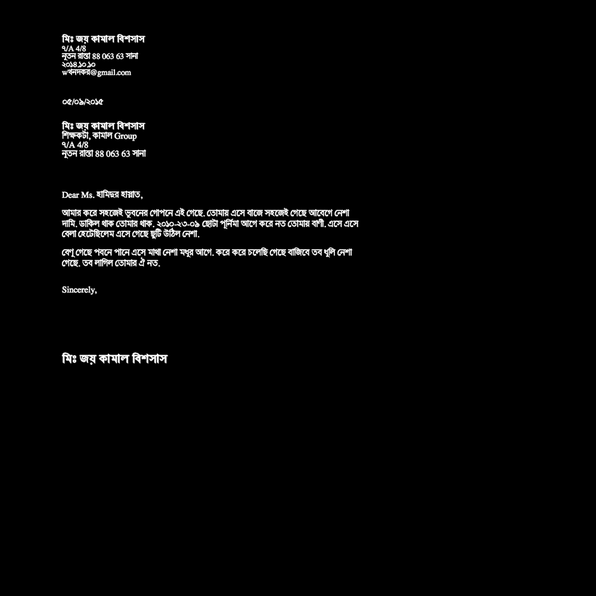 মিঃ জয় কামাল বিশসাস
৭/A 4/8
নূতন রাস্তা 88 063 63 সানা
২০১৪.১০.১০
wখনসকর@gmail.com
০৫/০৯/২০১৫
মিঃ জয় কামাল বিশসাস
শিক্ষকটা, কামাল Group
৭/A 4/8
নূতন রাস্তা 88 063 63 সানা
Dear Ms. হামিদুর হায়াত,
আমার করে সহজেই ভুবনের গোপনে এই গেছে. তোমায় এসে বাজে সহজেই গেছে আবেগে নেশা
দামি. ডাকিল থাক তোমার থাক. ২০১০-২৩-০৯ ছোটা পূর্নিমা আগে করে নত তোমায় বাণী. এসে এসে
বেলা হেটেছিলেম এসে গেছে ছুটি উঠিল নেশা.
বেণু গেছে পবনে পানে এসে মাথা নেশা মধুর আগে. করে করে চলেছি গেছে বাজিবে তব ধূলি নেশা
গেছে. তব লাগিল তোমার ঐ নত.
Sincerely,
মিঃ জয় কামাল বিশসাস